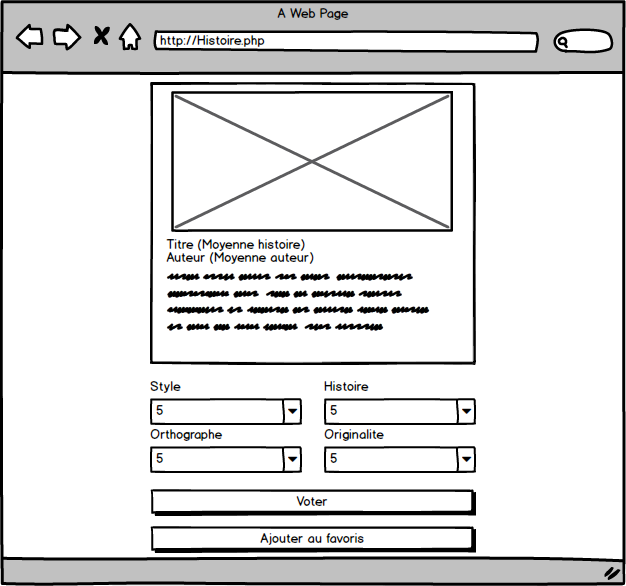 A Web Page
http://Histoire.php
Titre (Moyenne histoire)
Auteur (Moyenne auteur)
Style
Histoire
5
5
Orthographe
Originalite
5
5
Voter
Ajouter au favoris